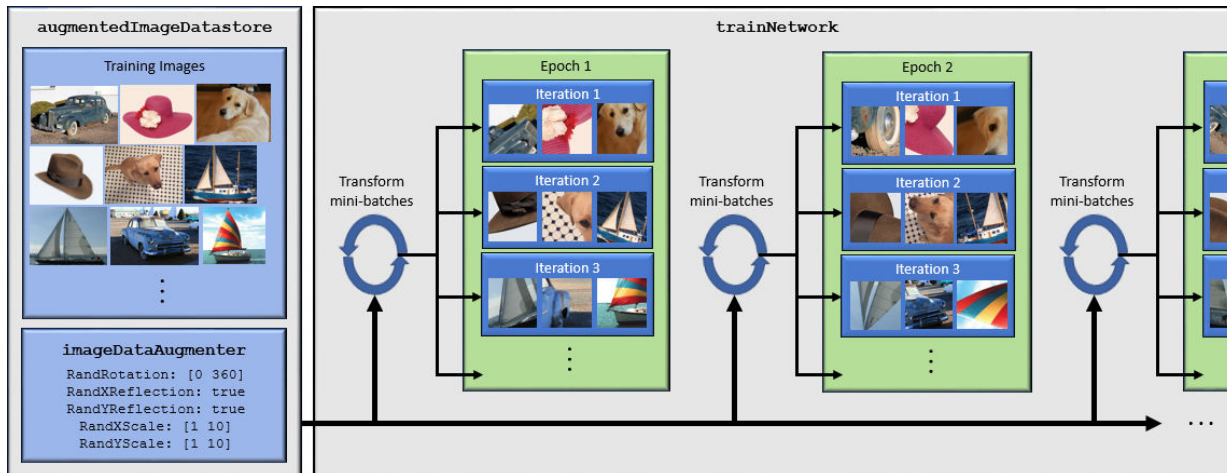 augmentedImageDatastore
Training Images
imageDataAugmenter
RandRotation: [0 360]
RandXReflection: true
RandYReflection: true
RandXScale: [1 10]
RandYScale: [1 10]
trainNetwork
Transform
mini-batches
Epoch 1
Iteration 1
Iteration 2
Iteration 3
Transform
mini-batches
Epoch 2
Iteration 1
Iteration 2
Iteration 3
Transform
mini-batches